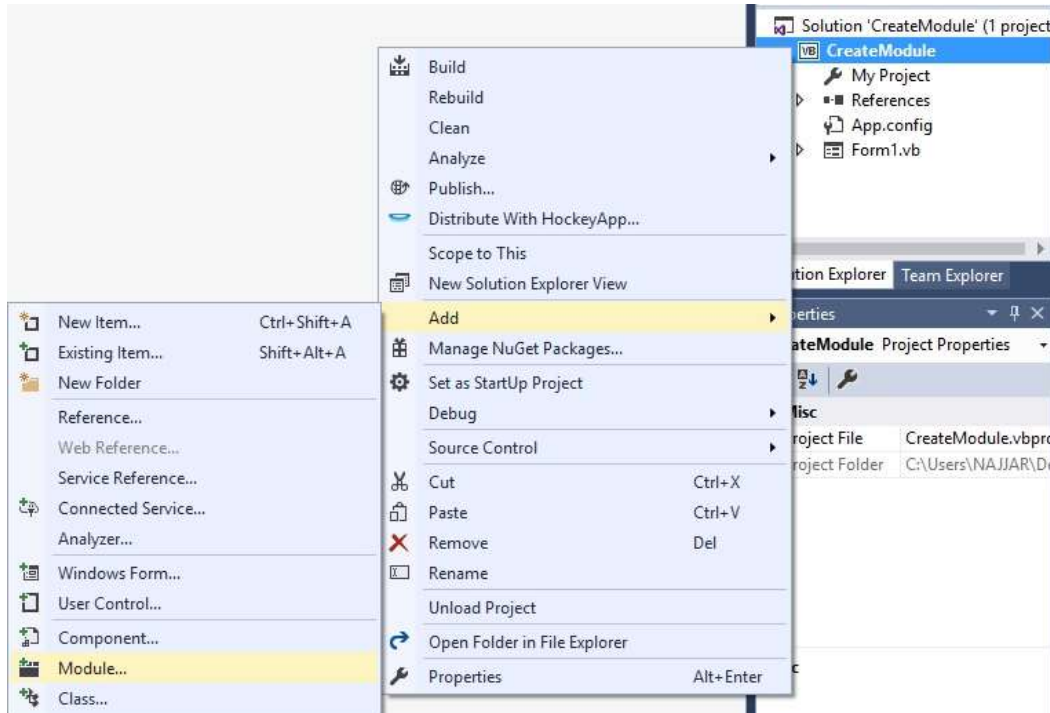 Solution 'CreateModule' (1 project
VB CreateModule
My Project
References
App.config
Form1.vb
Build
Rebuild
Clean
Analyze
Publish...
Distribute With HockeyApp...
Scope to This
New Solution Explorer View
Add
Manage NuGet Packages...
Set as StartUp Project
Debug
Source Control
Cut Ctrl+X
Paste Ctrl+V
Remove Del
Rename
Unload Project
Open Folder in File Explorer
Properties Alt+Enter
New Item... Ctrl+Shift+A
Existing Item... Shift+Alt+A
New Folder
Reference...
Web Reference...
Service Reference...
Connected Service...
Analyzer...
Windows Form...
User Control...
Component...
Module...
Class...
tion Explorer Team Explorer
perties
ateModule Project Properties
Misc
roject File CreateModule.vbpro
roject Folder C:\Users\NAJJAR\D